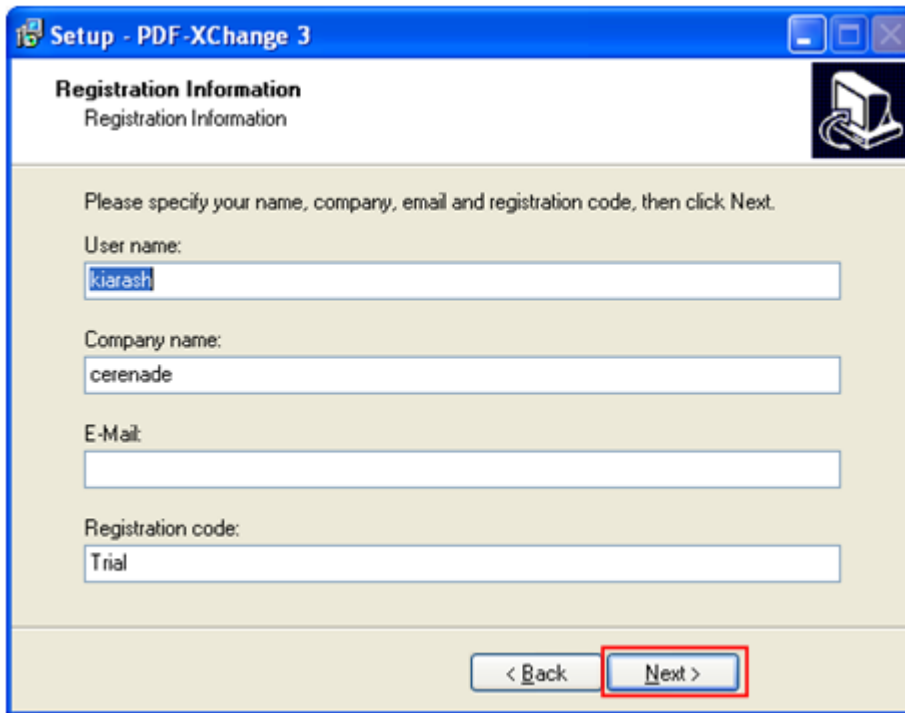 Setup - PDF-XChange 3
Registration Information
Registration Information
Please specify your name, company, email and registration code, then click Next.
User name:
kiarash
Company name:
cerenade
E-Mail:
Registration code:
Trial
< Back
Next >